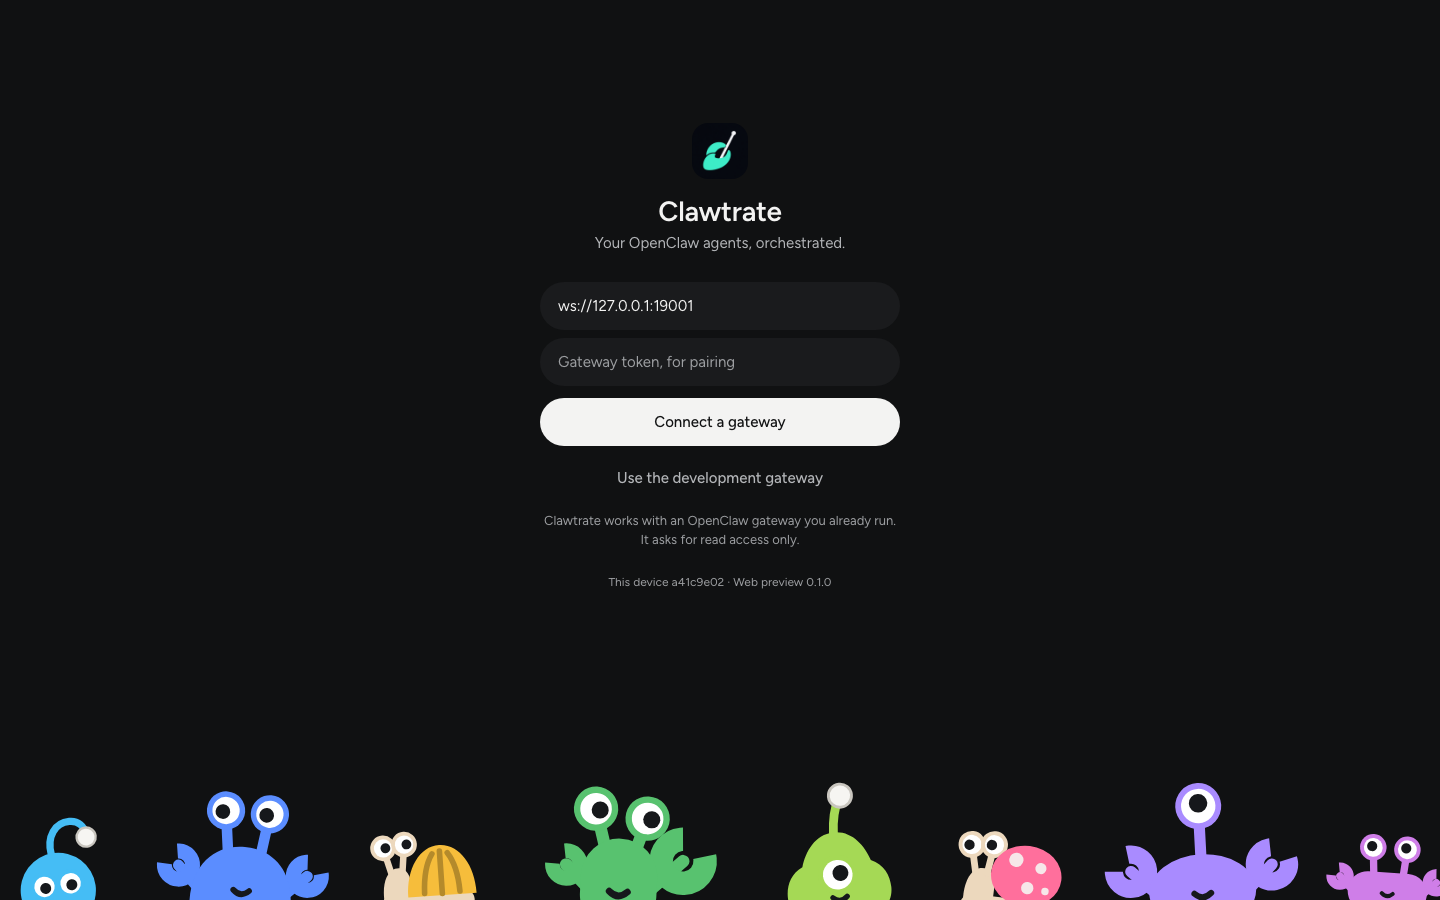 Clawtrate
Your OpenClaw agents, orchestrated.
ws://127.0.0.1:19001
Gateway token, for pairing
Connect a gateway
Use the development gateway
Clawtrate works with an OpenClaw gateway you already run.
It asks for read access only.
This device a41c9e02 · Web preview 0.1.0